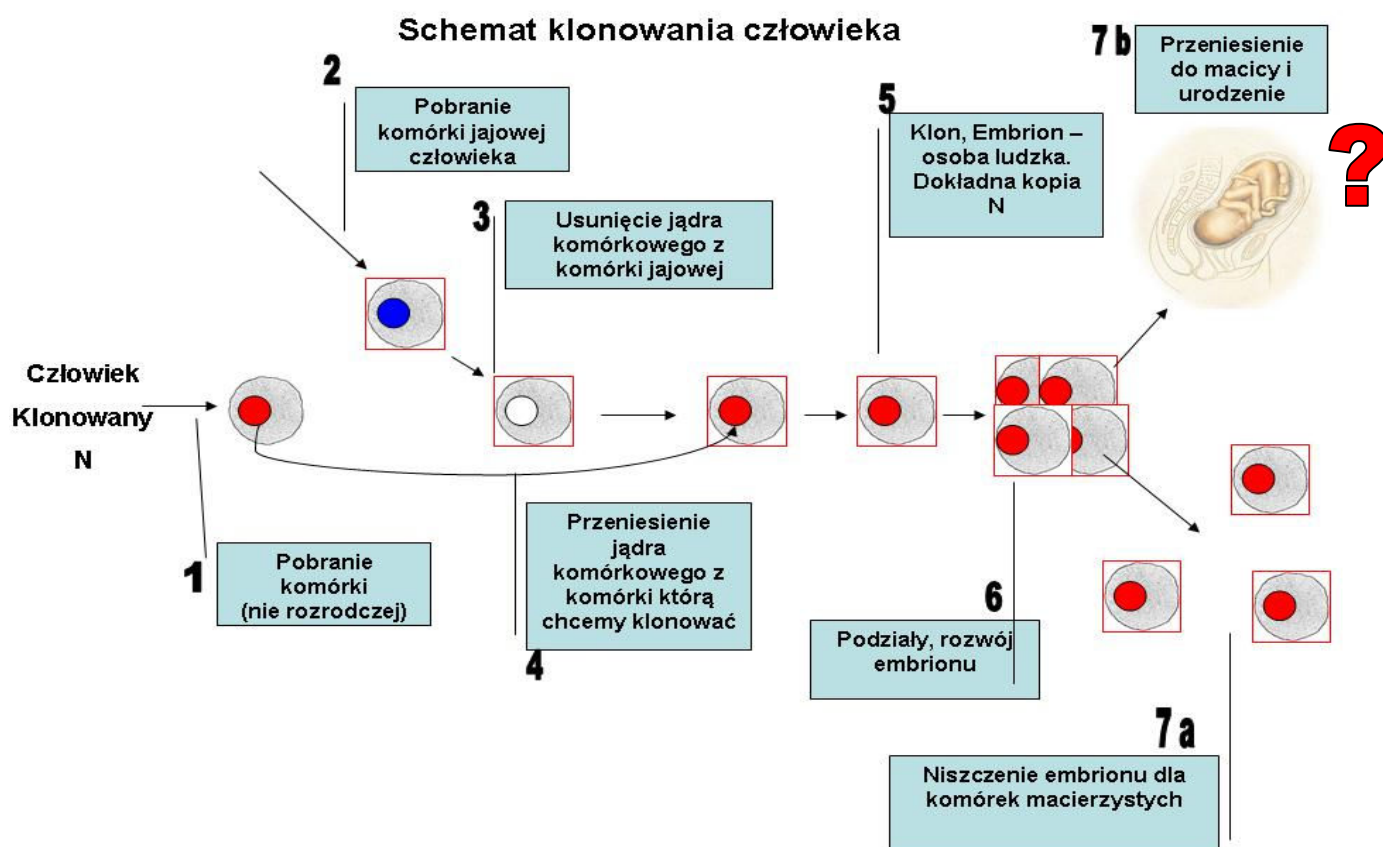 Schemat klonowania człowieka
2
Pobranie
komórki jajowej
człowieka
3
Usunięcie jądra
komórkowego z
komórki jajowej
5
Klon, Embrion –
osoba ludzka.
Dokładna kopia
N
7 b
Przeniesienie
do macicy i
urodzenie
?
Człowiek
Klonowany
N
1
Pobranie
komórki
(nie rozrodczej)
4
Przeniesienie
jądra
komórkowego z
komórki którą
chcemy klonować
6
Podziały, rozwój
embrionu
7 a
Niszczenie embrionu dla
komórek macierzystych